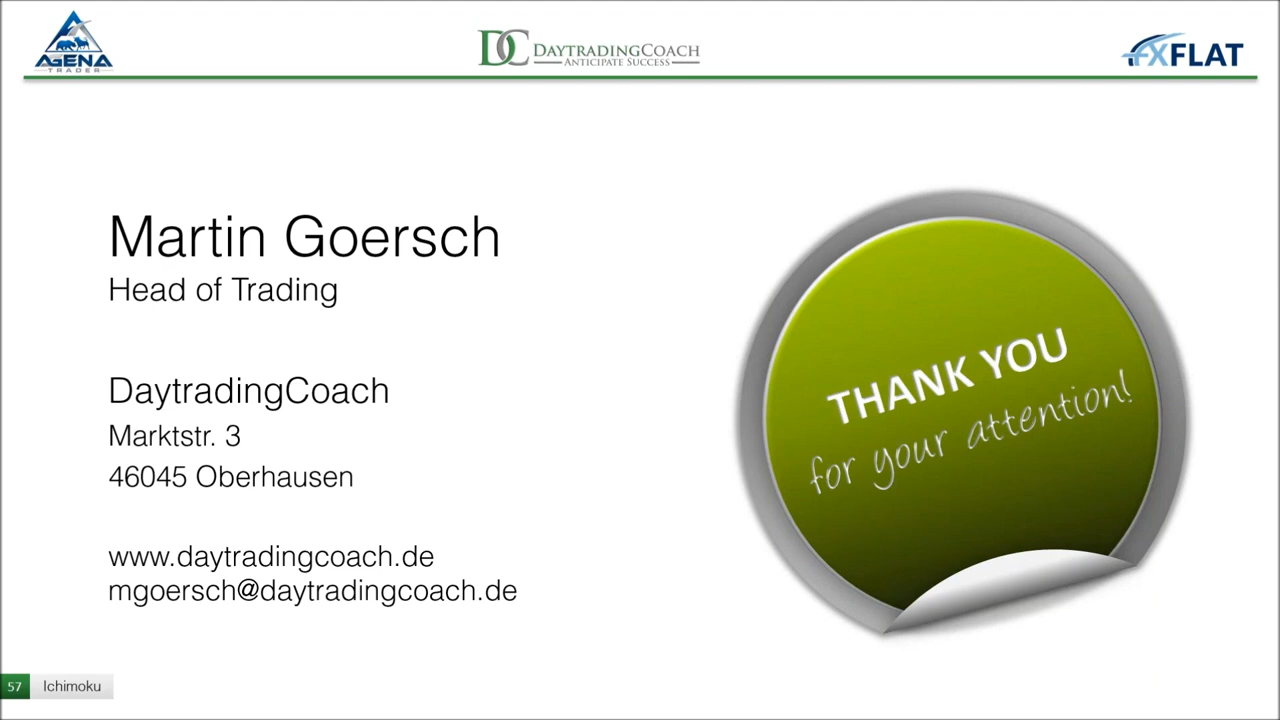 AGENA
TRADER
DC DAYTRADINGCOACH
ANTICIPATE SUCCESS
FXFLAT
Martin Goersch
Head of Trading
DaytradingCoach
Marktstr. 3
46045 Oberhausen
www.daytradingcoach.de
mgoersch@daytradingcoach.de
THANK YOU
for your attention!
57 Ichimoku